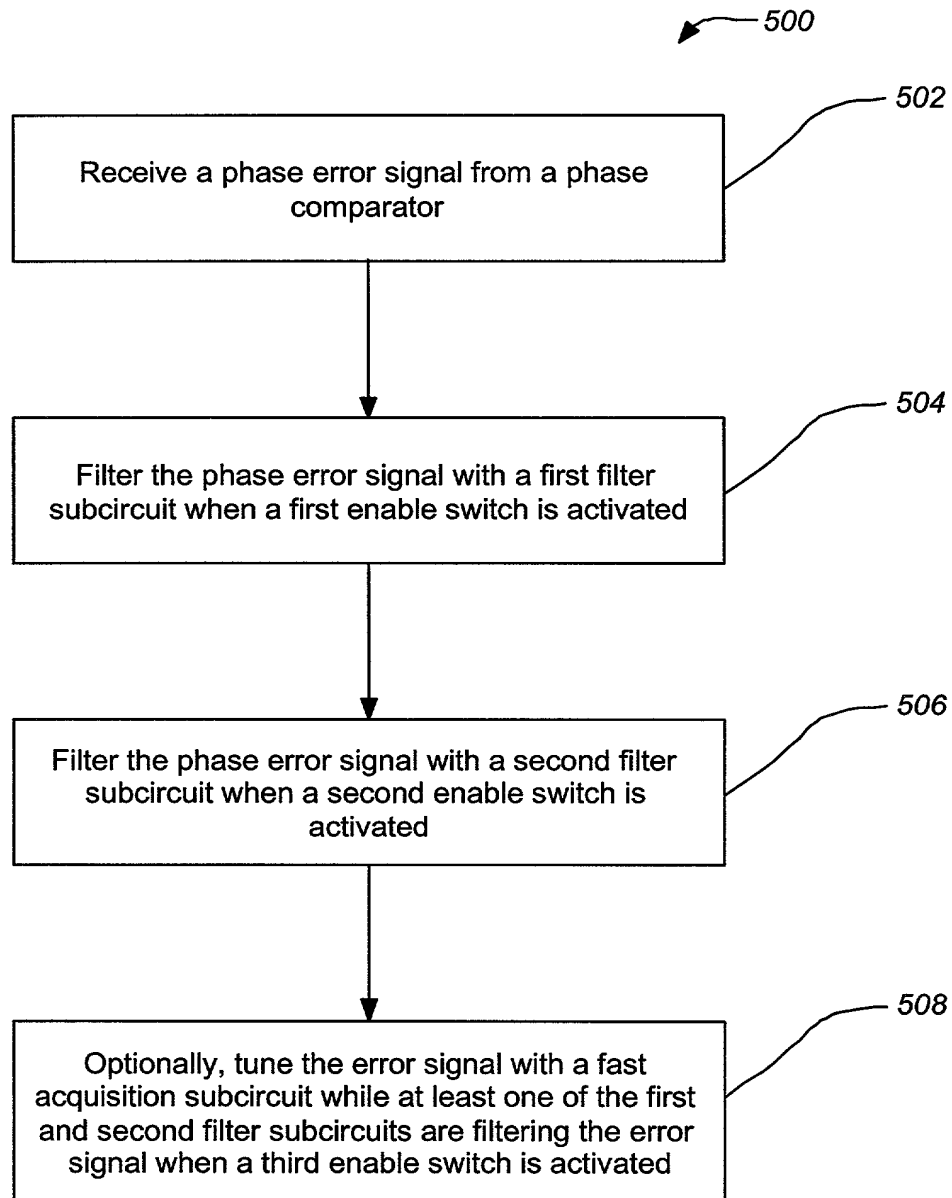 500
502
Receive a phase error signal from a phase
comparator
504
Filter the phase error signal with a first filter
subcircuit when a first enable switch is activated
506
Filter the phase error signal with a second filter
subcircuit when a second enable switch is
activated
508
Optionally, tune the error signal with a fast
acquisition subcircuit while at least one of the first
and second filter subcircuits are filtering the error
signal when a third enable switch is activated